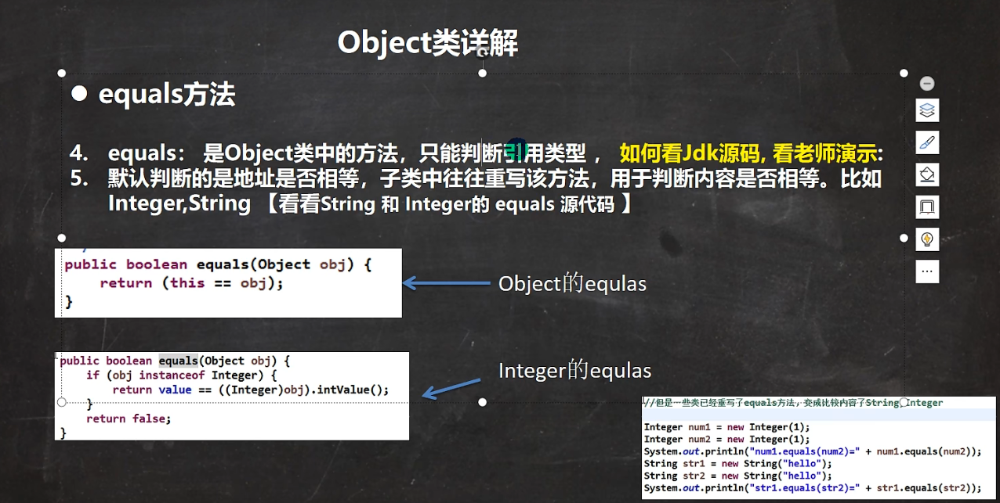 Object类详解
equals方法
4. equals： 是Object类中的方法，只能判断引用类型 ， 如何看Jdk源码, 看老师演示:
5. 默认判断的是地址是否相等，子类中往往重写该方法，用于判断内容是否相等。比如
Integer,String 【看看String 和 Integer的 equals 源代码 】
public boolean equals(Object obj) {
return (this == obj);
}
Object的equlas
public boolean equals(Object obj) {
if (obj instanceof Integer) {
return value == ((Integer)obj).intValue();
}
return false;
}
Integer的equlas
//但是一些类已经重写了equals方法，变成比较内容了String Integer
Integer num1 = new Integer(1);
Integer num2 = new Integer(1);
System.out.println("num1.equals(num2)=" + num1.equals(num2));
String str1 = new String("hello");
String str2 = new String("hello");
System.out.println("str1.equals(str2)=" + str1.equals(str2));